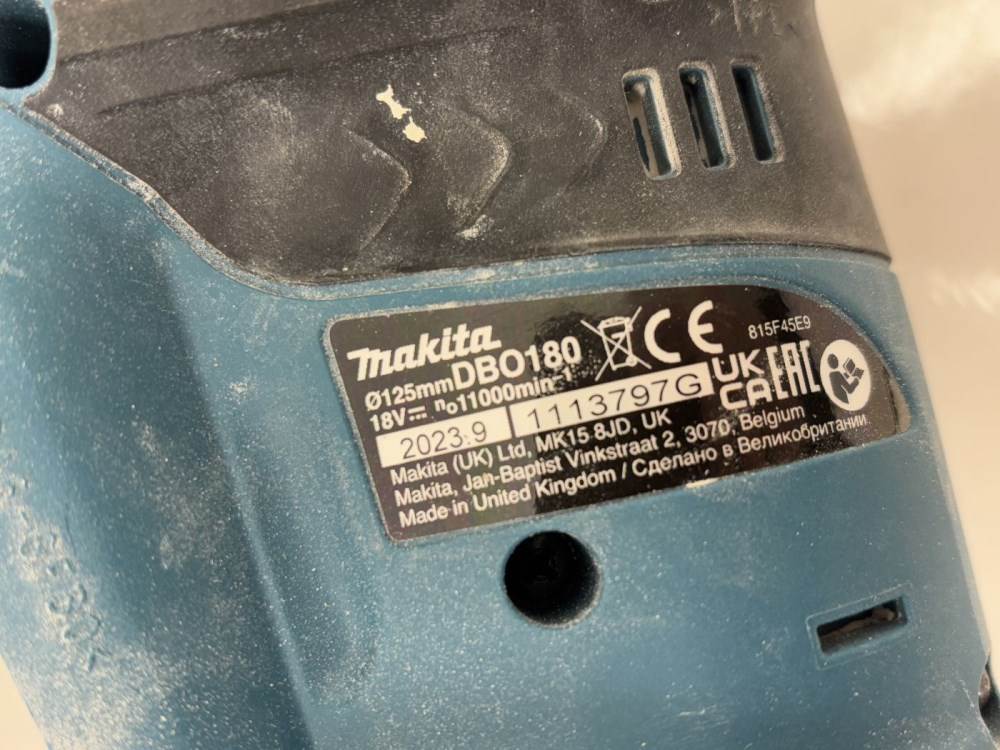 makita
DBO180
CE
815F45E9
Ø125mm
18V⎓ n₀11000min⁻¹
UK
CA
EAC
2023.9
1113797G
Makita (UK) Ltd, MK15 8JD, UK
Makita, Jan-Baptist Vinkstraat 2, 3070, Belgium
Made in United Kingdom / Сделано в Великобритании